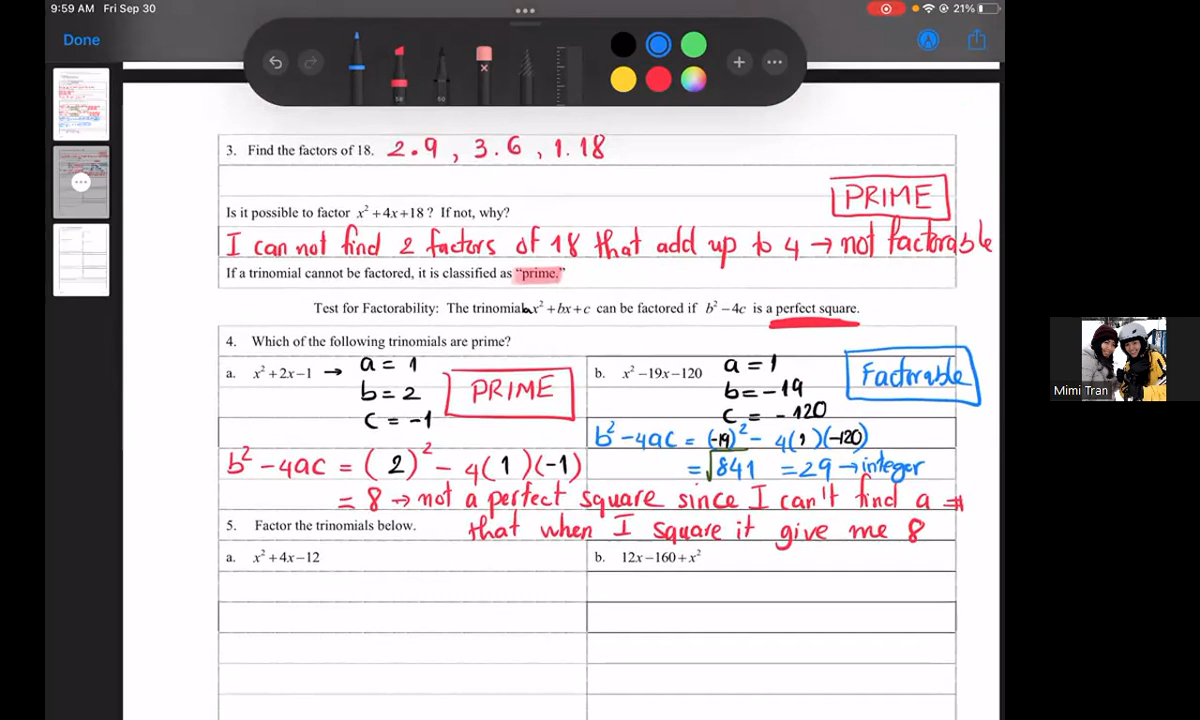 9:59 AM Fri Sep 30
21%
Done
50 50
3. Find the factors of 18. 2.9 , 3.6 , 1.18
PRIME
Is it possible to factor x² + 4x + 18 ? If not, why?
I can not find 2 factors of 18 that add up to 4 → not factorable
If a trinomial cannot be factored, it is classified as "prime."
Test for Factorability: The trinomial ax² + bx + c can be factored if b² − 4c is a perfect square.
4. Which of the following trinomials are prime?
a. x² + 2x − 1 → a = 1
b = 2
c = -1
PRIME
b² - 4ac = (2)² - 4(1)(-1)
= 8 → not a perfect square since I can't find a #
that when I square it give me 8
b. x² − 19x − 120 a = 1
b = -19
c = -120
Factorable
b² - 4ac = (-19)² - 4(1)(-120)
= √841 = 29 → integer
5. Factor the trinomials below.
a. x² + 4x − 12
b. 12x − 160 + x²
Mimi Tran